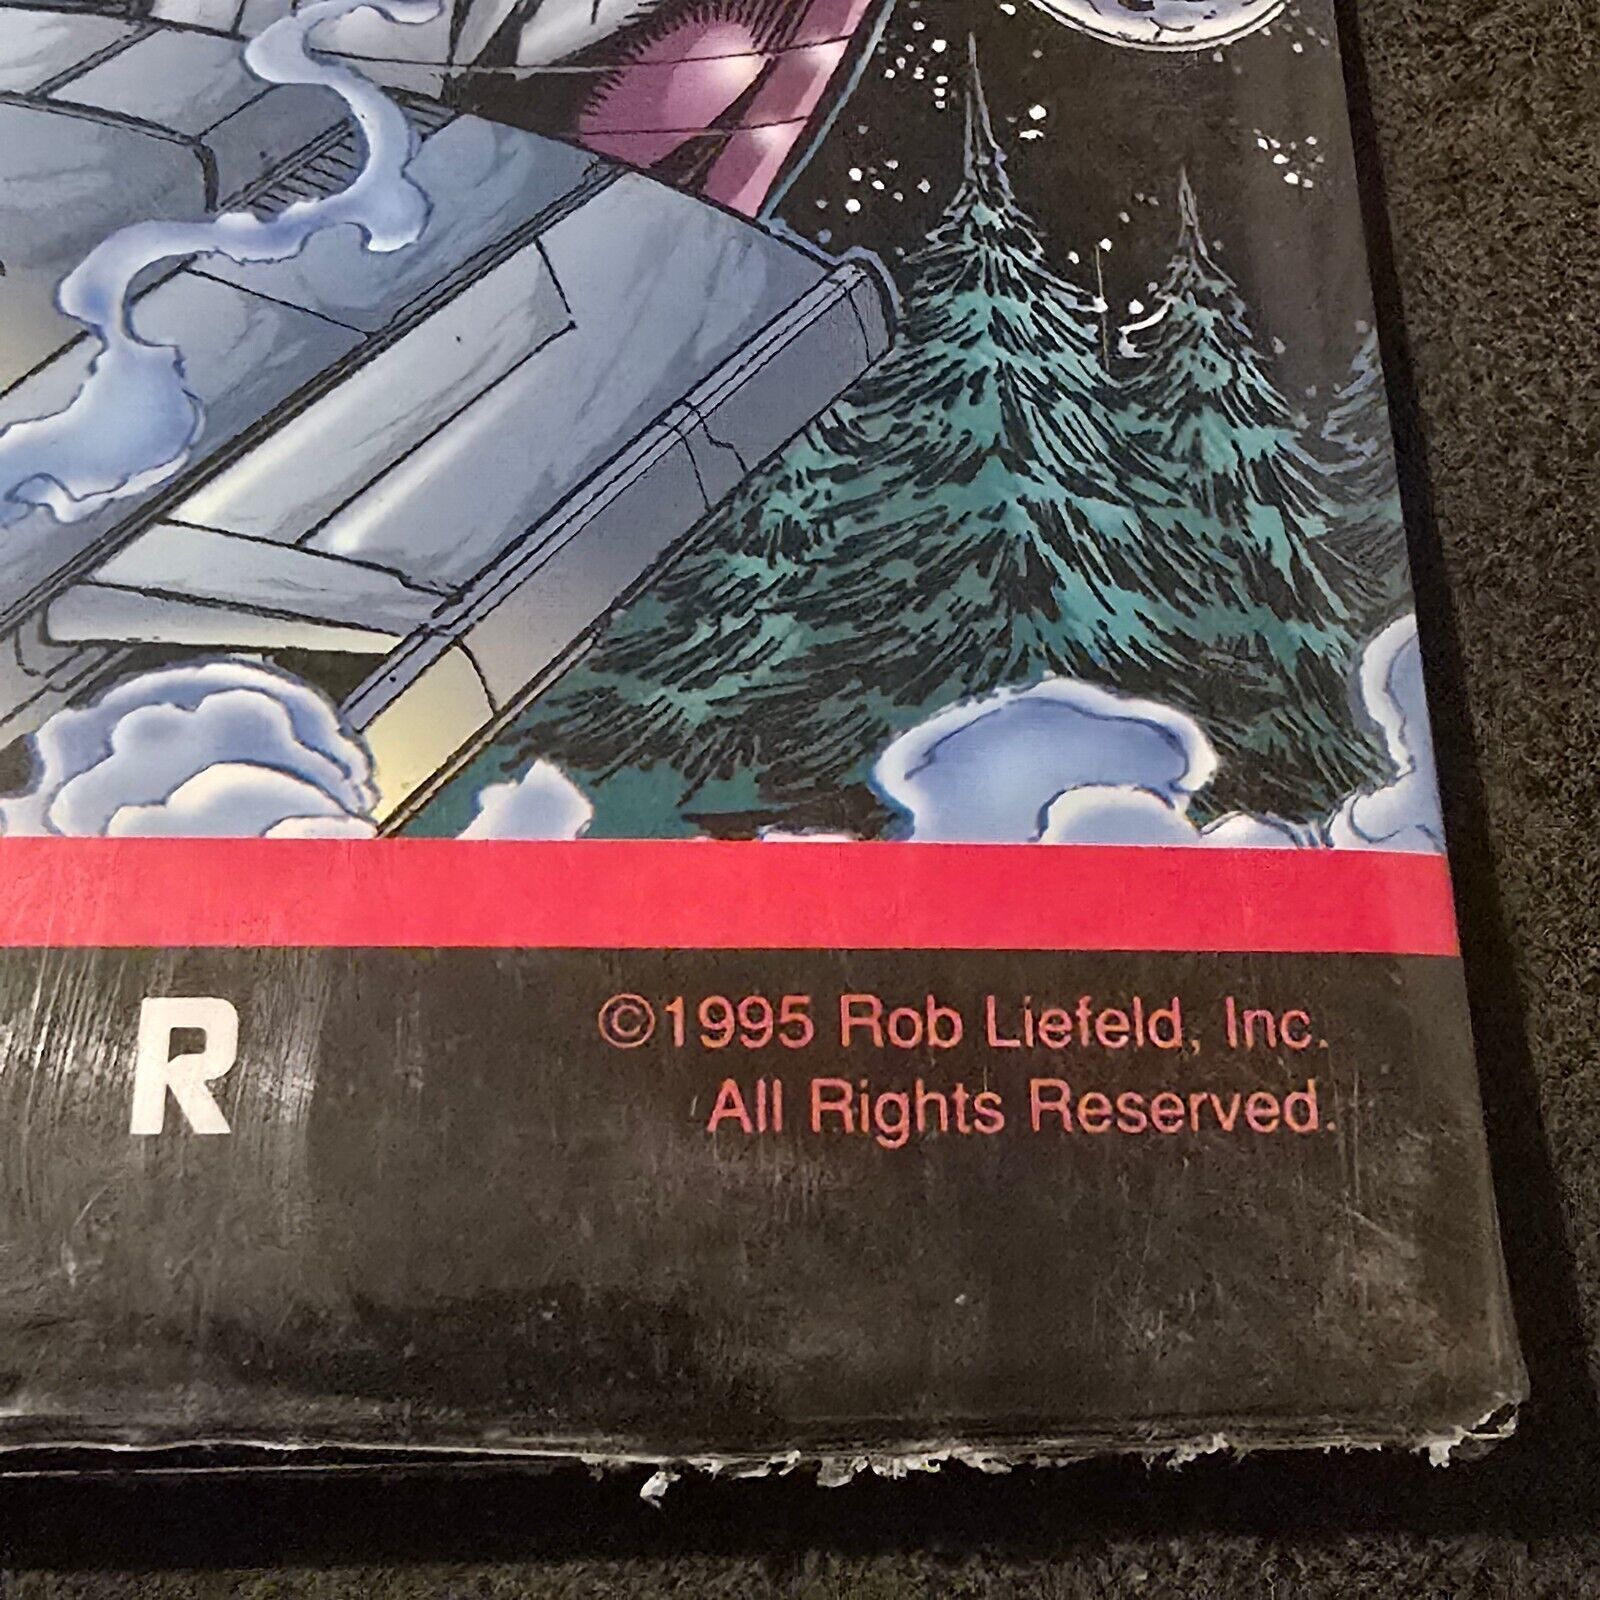 R
©1995 Rob Liefeld, Inc.
All Rights Reserved.